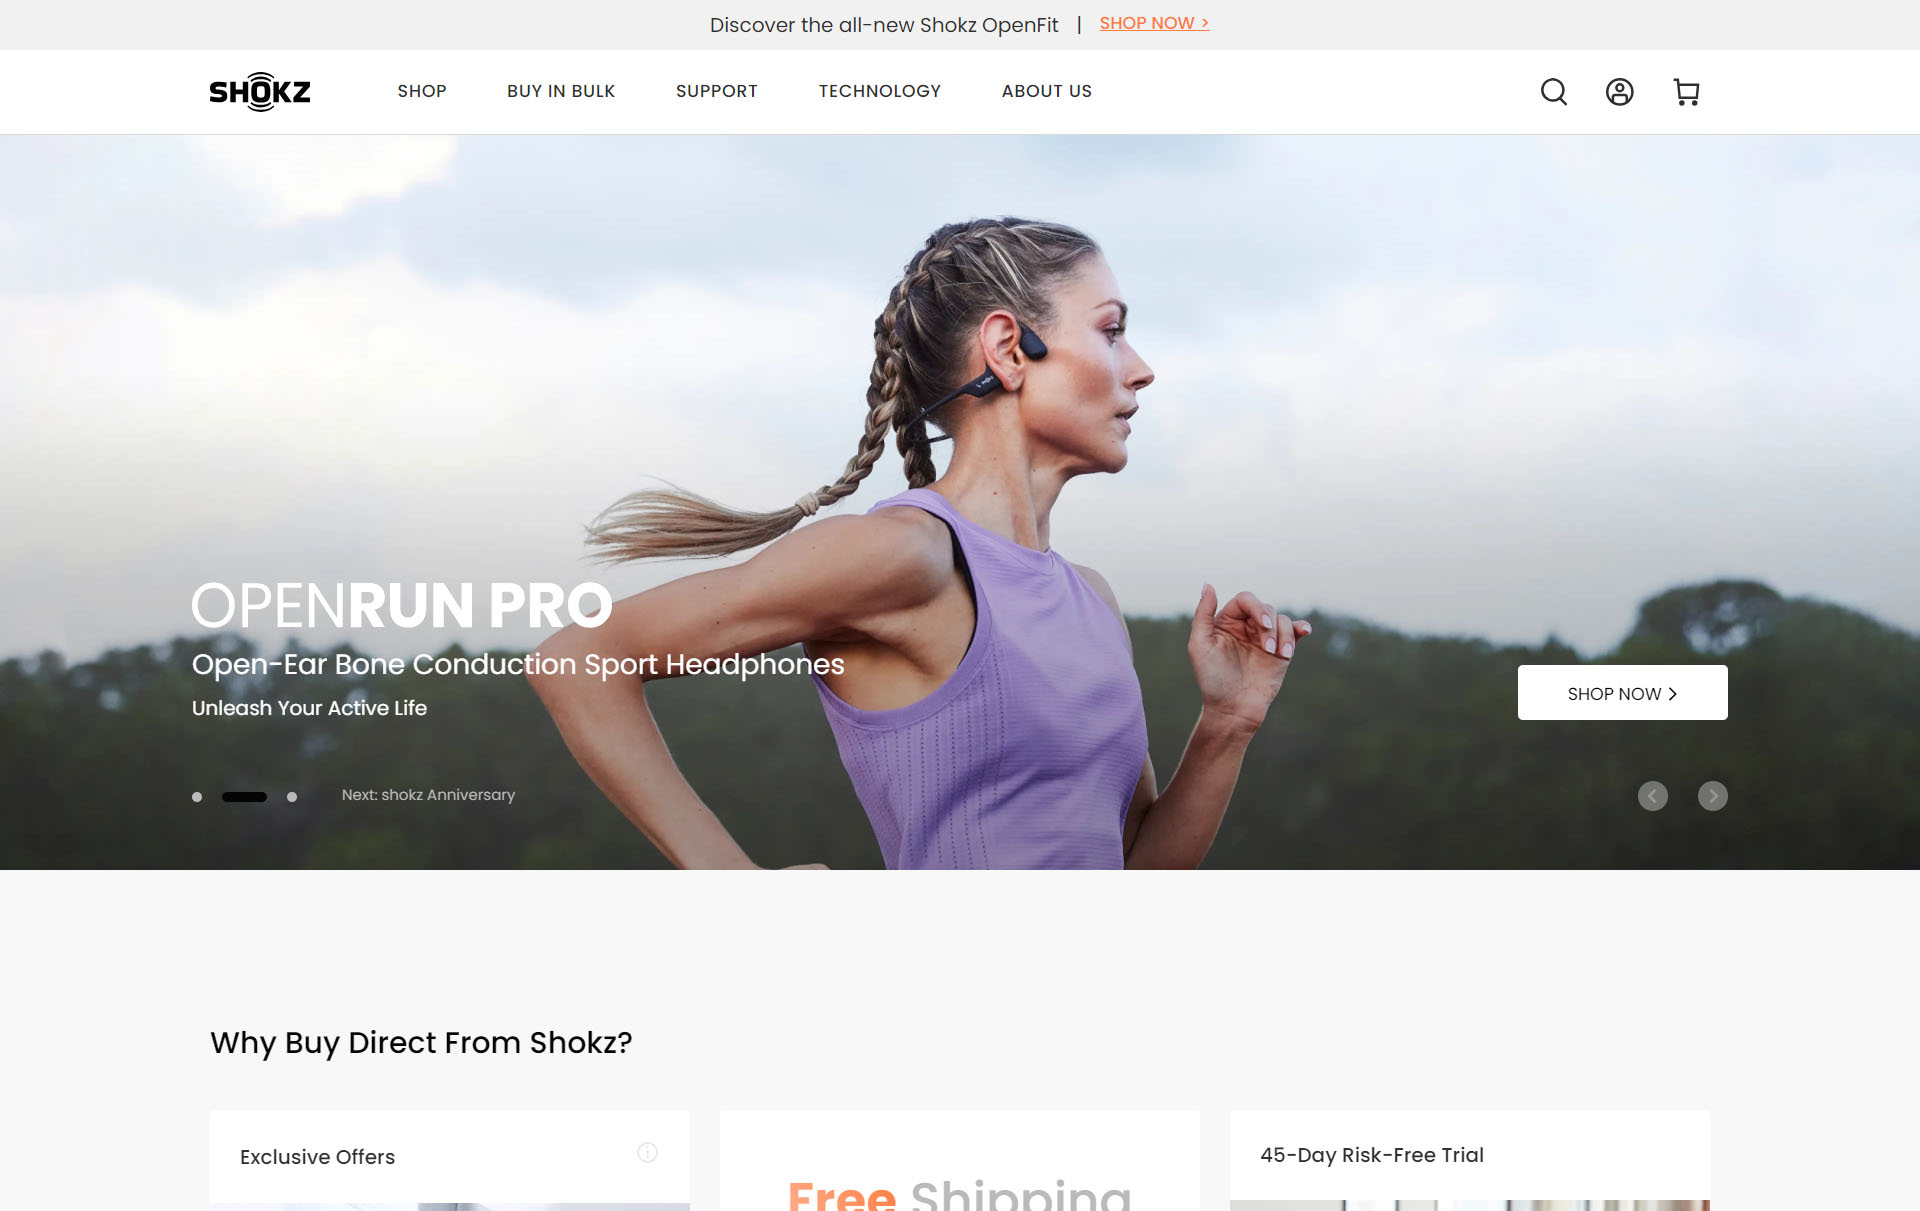 Discover the all-new Shokz OpenFit | SHOP NOW >
SHOKZ
SHOP BUY IN BULK SUPPORT TECHNOLOGY ABOUT US
OPENRUN PRO
Open-Ear Bone Conduction Sport Headphones
Unleash Your Active Life
SHOP NOW >
Next: shokz Anniversary
Why Buy Direct From Shokz?
Exclusive Offers
Free Shipping
45-Day Risk-Free Trial